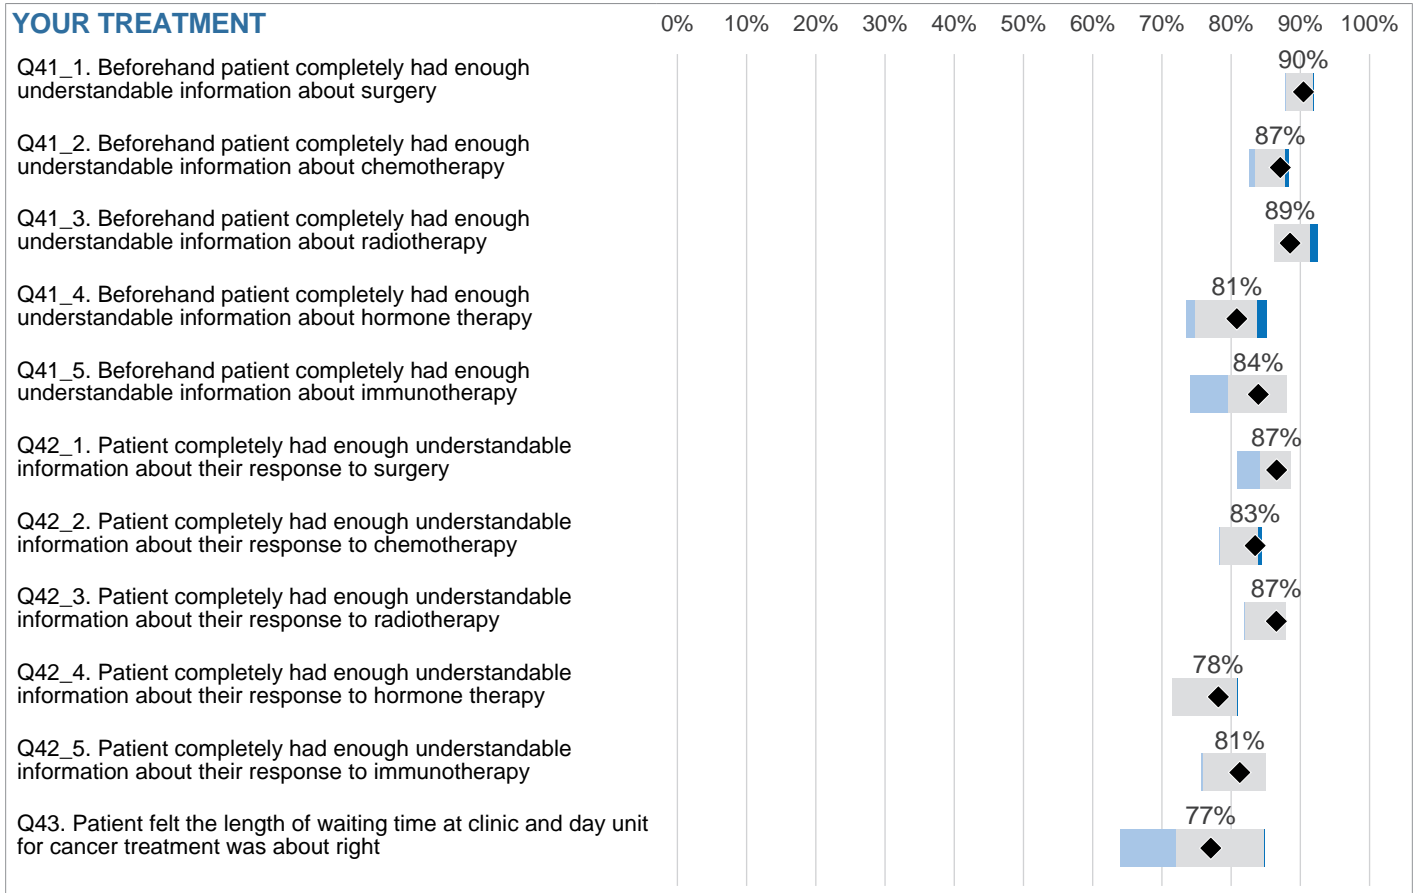 YOUR TREATMENT
0% 10% 20% 30% 40% 50% 60% 70% 80% 90% 100%
Q41_1. Beforehand patient completely had enough
understandable information about surgery
90%
Q41_2. Beforehand patient completely had enough
understandable information about chemotherapy
87%
Q41_3. Beforehand patient completely had enough
understandable information about radiotherapy
89%
Q41_4. Beforehand patient completely had enough
understandable information about hormone therapy
81%
Q41_5. Beforehand patient completely had enough
understandable information about immunotherapy
84%
Q42_1. Patient completely had enough understandable
information about their response to surgery
87%
Q42_2. Patient completely had enough understandable
information about their response to chemotherapy
83%
Q42_3. Patient completely had enough understandable
information about their response to radiotherapy
87%
Q42_4. Patient completely had enough understandable
information about their response to hormone therapy
78%
Q42_5. Patient completely had enough understandable
information about their response to immunotherapy
81%
Q43. Patient felt the length of waiting time at clinic and day unit
for cancer treatment was about right
77%